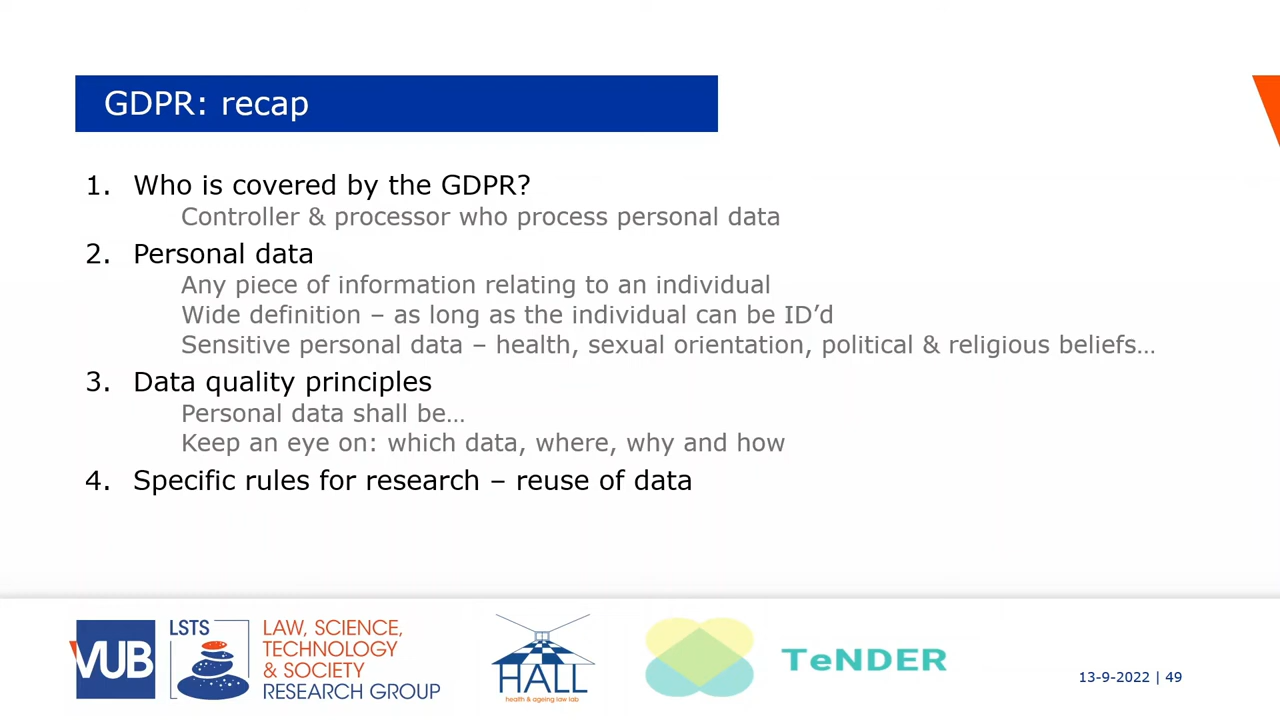 GDPR: recap
1. Who is covered by the GDPR?
Controller & processor who process personal data
2. Personal data
Any piece of information relating to an individual
Wide definition – as long as the individual can be ID’d
Sensitive personal data – health, sexual orientation, political & religious beliefs…
3. Data quality principles
Personal data shall be…
Keep an eye on: which data, where, why and how
4. Specific rules for research – reuse of data
VUB
LSTS
LAW, SCIENCE,
TECHNOLOGY
& SOCIETY
RESEARCH GROUP
HALL
health & ageing law lab
TeNDER
13-9-2022 | 49